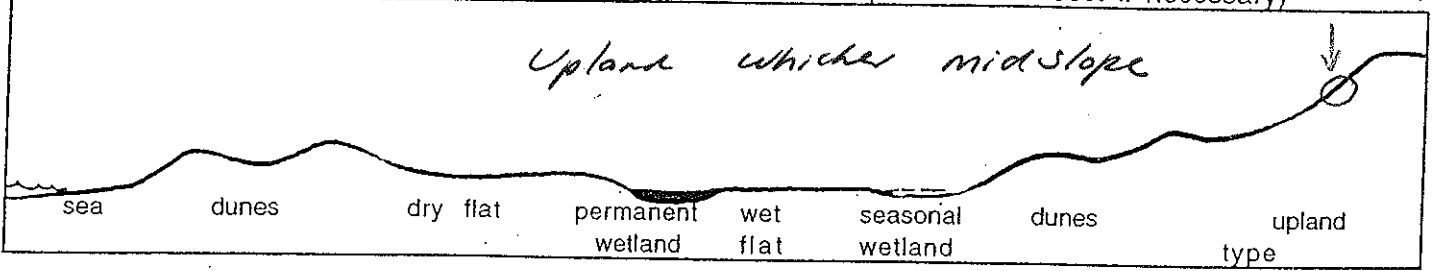 Upland whicher midslope
sea dunes dry flat permanent wetland wet flat seasonal wetland dunes upland
type